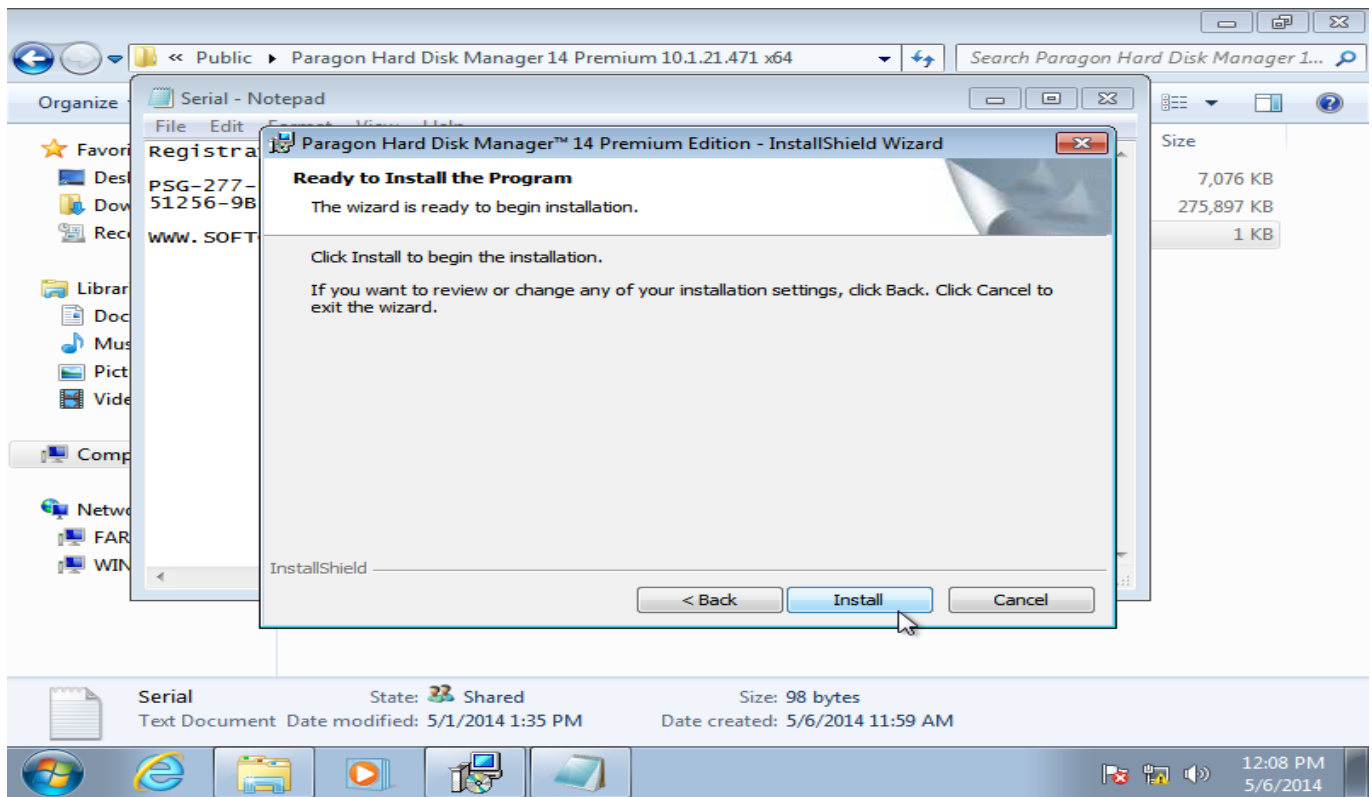 « Public ▸ Paragon Hard Disk Manager 14 Premium 10.1.21.471 x64
Search Paragon Hard Disk Manager 1...
Organize
Serial - Notepad
File Edit Format View Help
Size
Favori
Registra
Paragon Hard Disk Manager™ 14 Premium Edition - InstallShield Wizard
Desl
PSG-277-
Ready to Install the Program
7,076 KB
Dow
51256-9B
The wizard is ready to begin installation.
275,897 KB
Rece
www.SOFT
1 KB
Click Install to begin the installation.
Librar
If you want to review or change any of your installation settings, click Back. Click Cancel to
exit the wizard.
Doc
Mus
Pict
Vide
Comp
Netwo
FAR
WIN
InstallShield
< Back Install Cancel
Serial State: Shared Size: 98 bytes
Text Document Date modified: 5/1/2014 1:35 PM Date created: 5/6/2014 11:59 AM
12:08 PM
5/6/2014